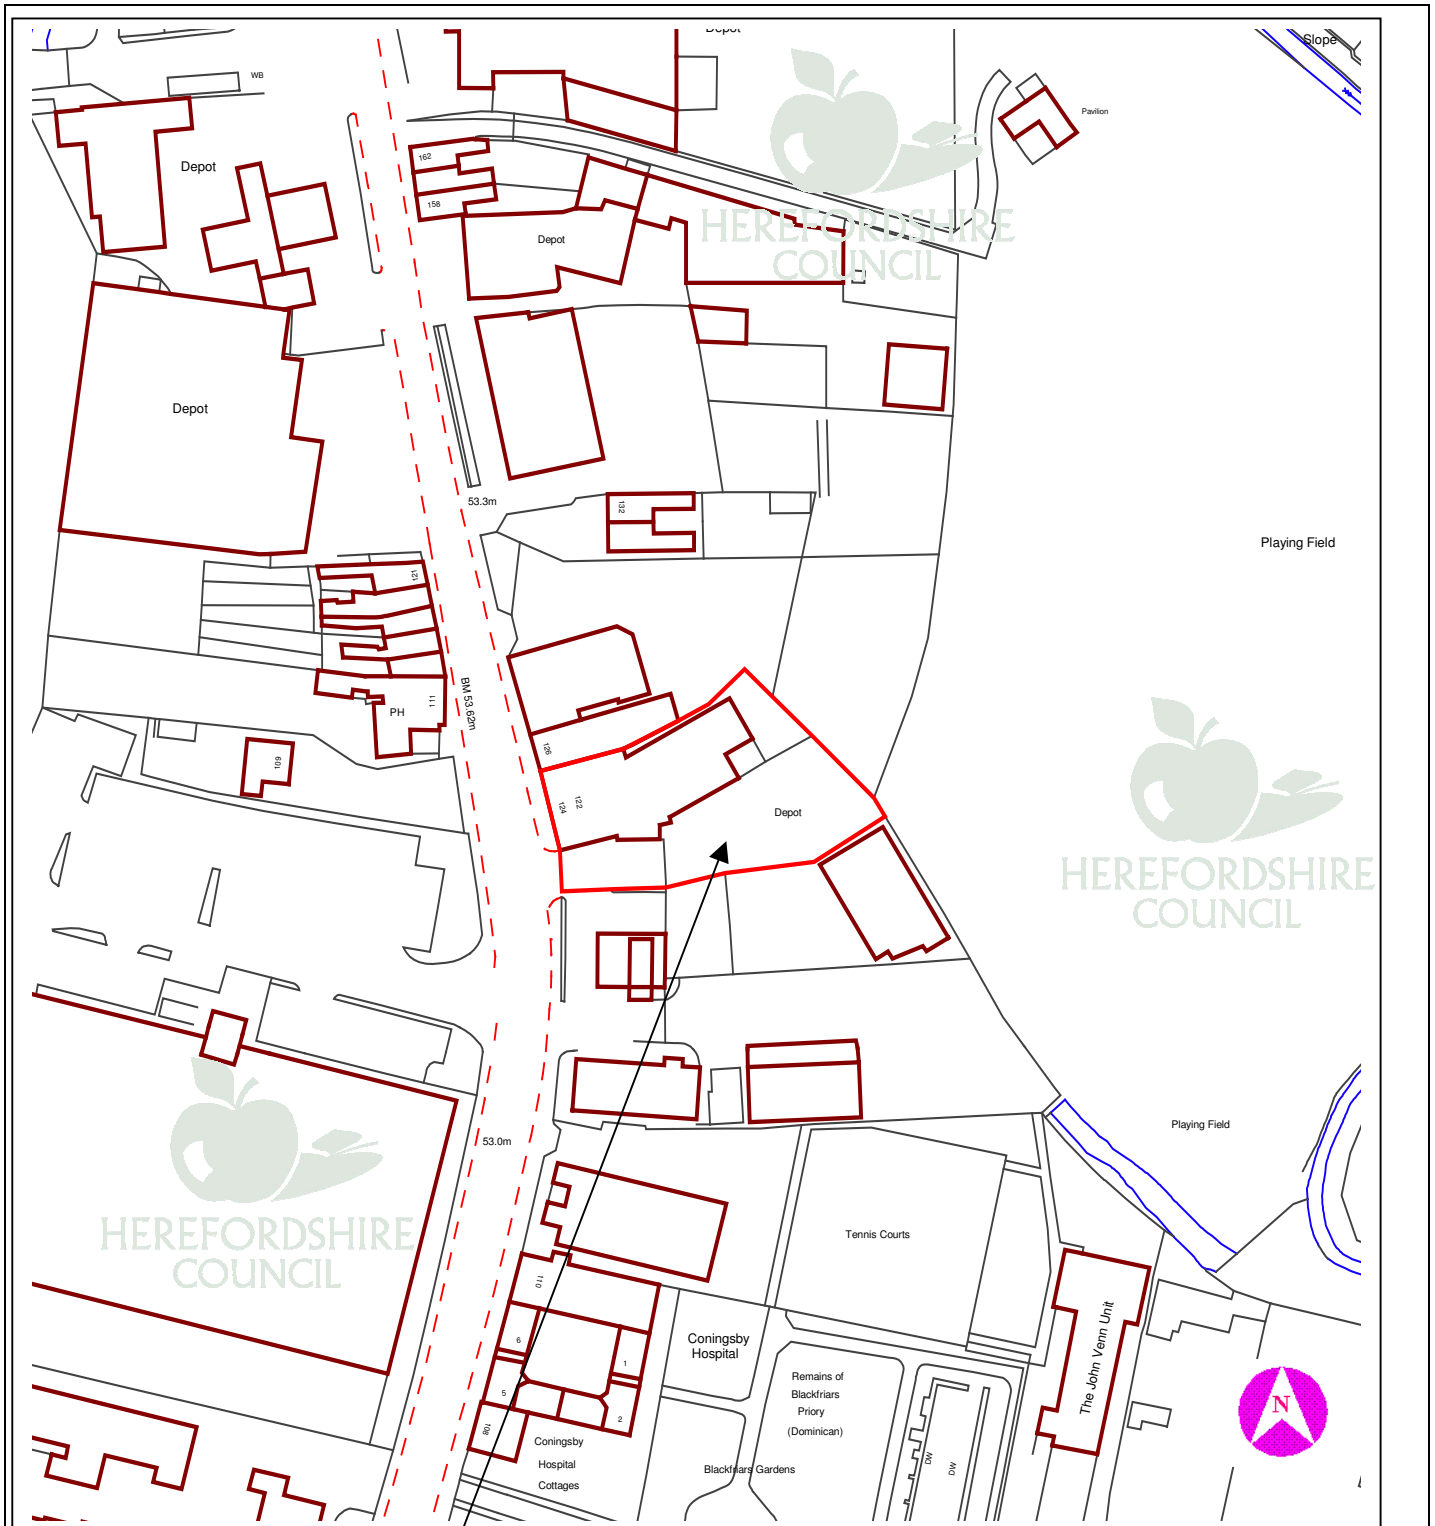 Depot
Slope
WB
Pavilion
Depot
162
158
HEREFORDSHIRE
COUNCIL
Depot
Depot
53.3m
132
Playing Field
121
BM 53.62m
111
PH
126
109
122
124
Depot
HEREFORDSHIRE
COUNCIL
53.0m
Playing Field
HEREFORDSHIRE
COUNCIL
Tennis Courts
110
6
1
5
2
108
Coningsby
Hospital
The John Venn Unit
Remains of
Blackfriars
Priory
(Dominican)
N
Coningsby
Hospital
Cottages
Blackfriars Gardens
DW
DW